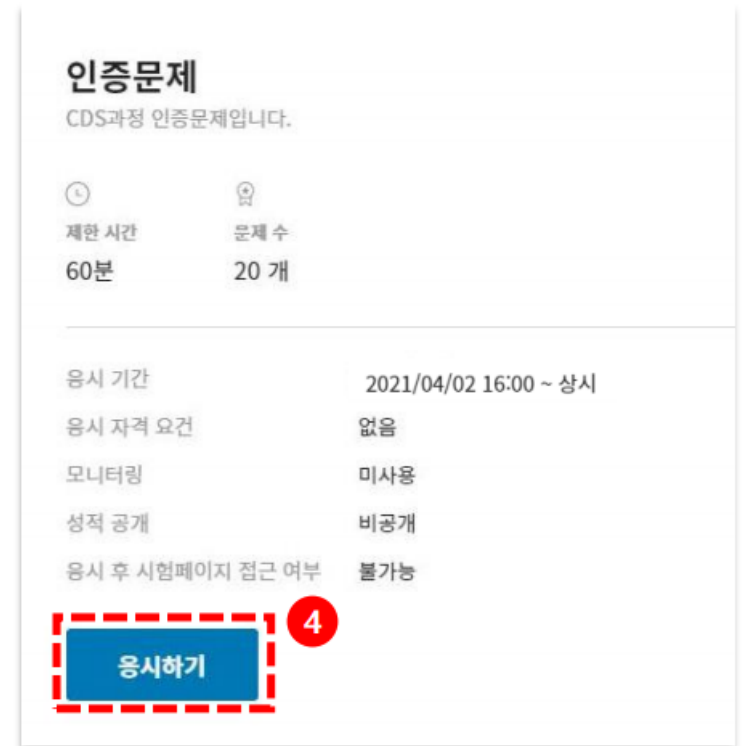 인증문제
CDS과정 인증문제입니다.
제한 시간 문제 수
60분 20 개
응시 기간 2021/04/02 16:00 ~ 상시
응시 자격 요건 없음
모니터링 미사용
성적 공개 비공개
응시 후 시험페이지 접근 여부 불가능
4
응시하기